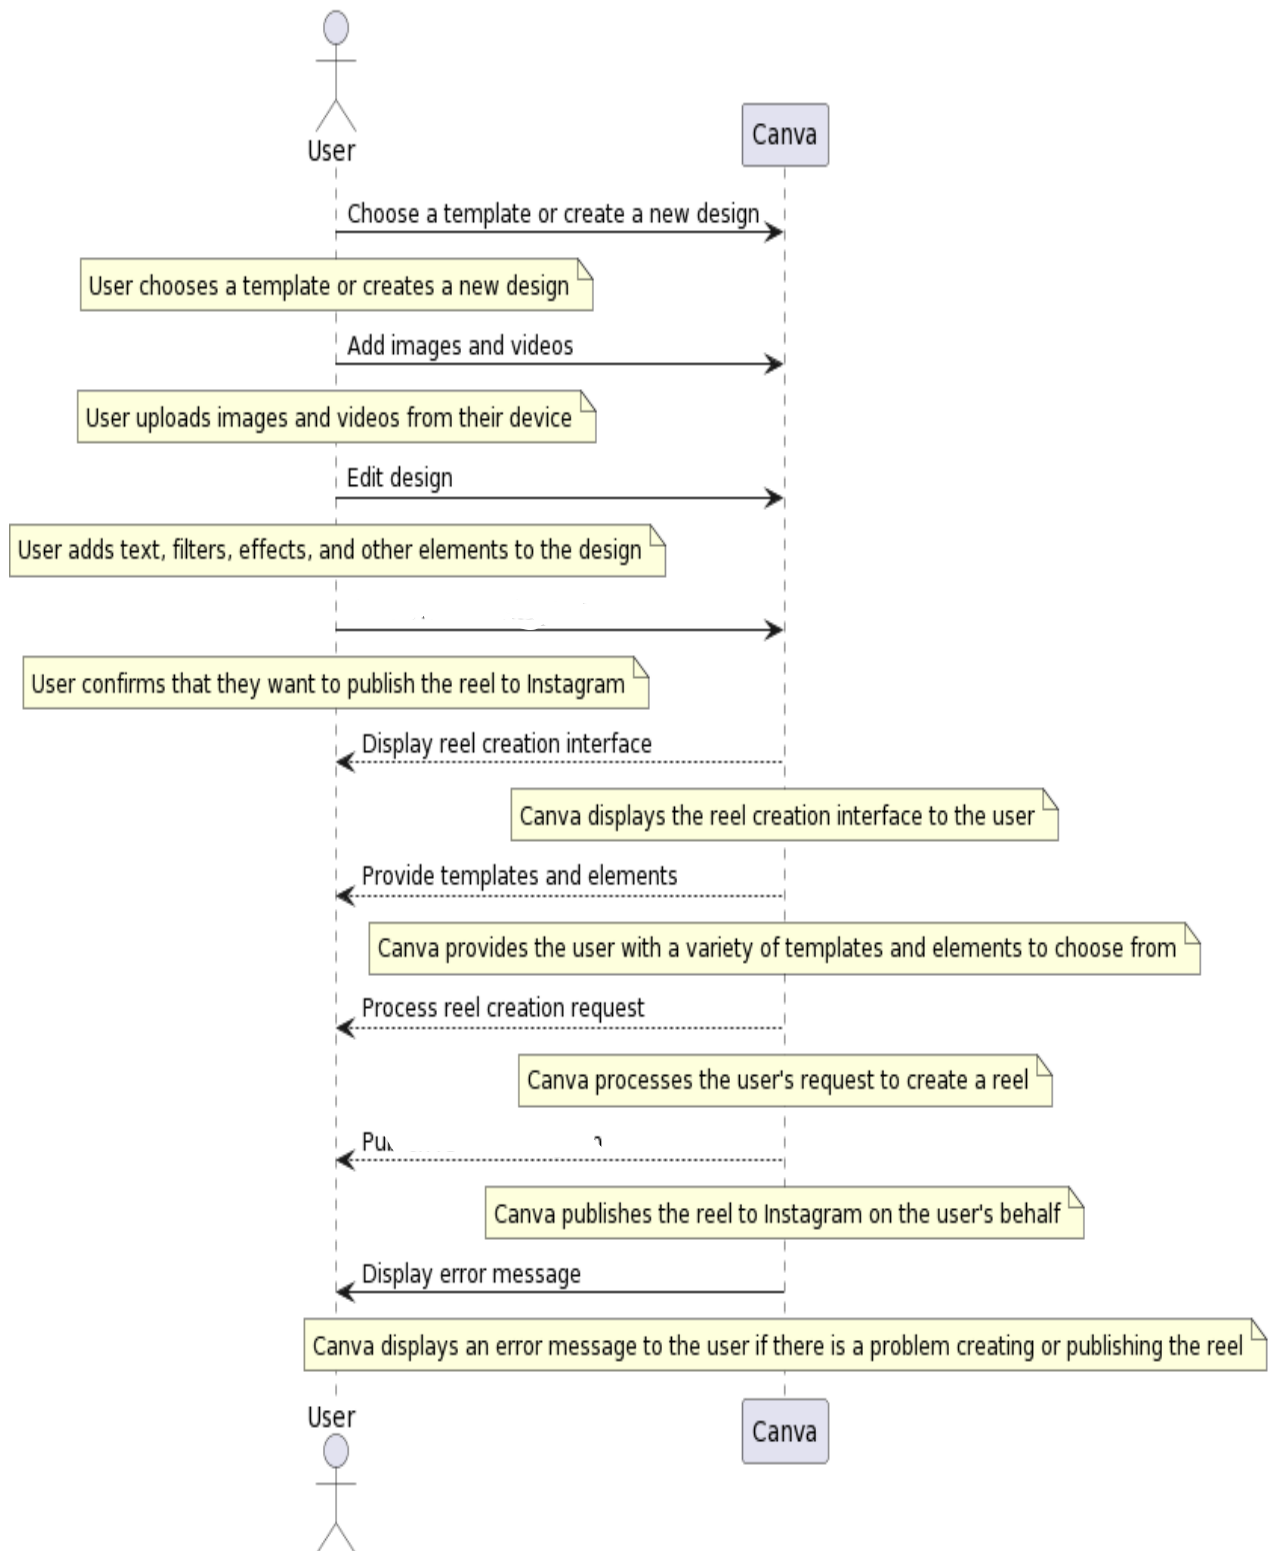 User
Canva
Choose a template or create a new design
User chooses a template or creates a new design
Add images and videos
User uploads images and videos from their device
Edit design
User adds text, filters, effects, and other elements to the design
User confirms that they want to publish the reel to Instagram
Display reel creation interface
Canva displays the reel creation interface to the user
Provide templates and elements
Canva provides the user with a variety of templates and elements to choose from
Process reel creation request
Canva processes the user's request to create a reel
Canva publishes the reel to Instagram on the user's behalf
Display error message
Canva displays an error message to the user if there is a problem creating or publishing the reel
User
Canva